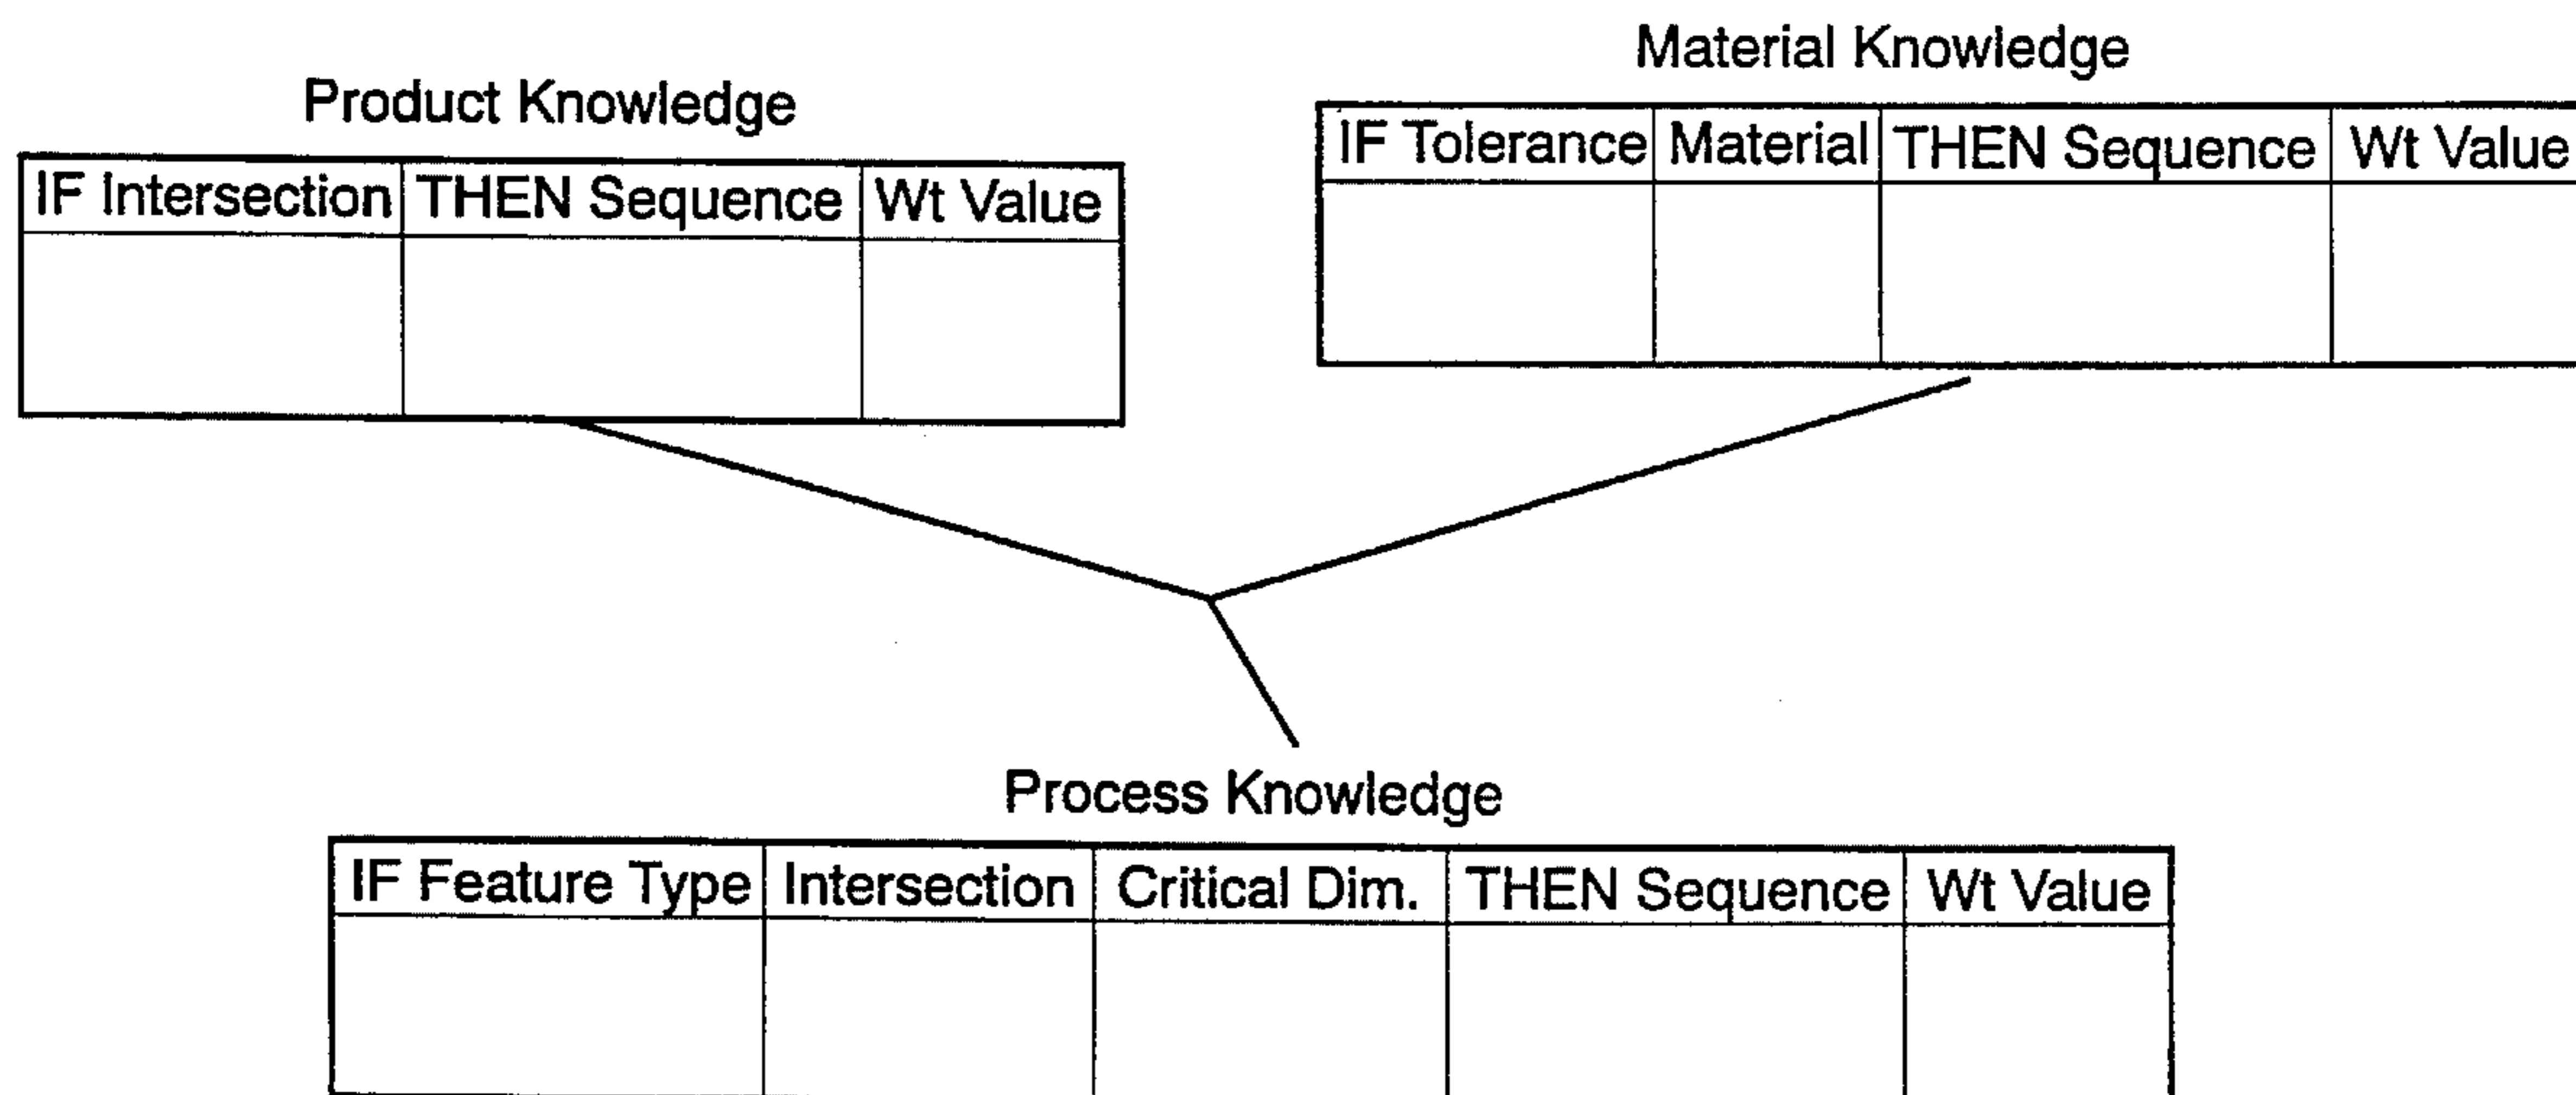 Product Knowledge
IF Intersection THEN Sequence Wt Value
Material Knowledge
IF Tolerance Material THEN Sequence Wt Value
Process Knowledge
IF Feature Type Intersection Critical Dim. THEN Sequence Wt Value